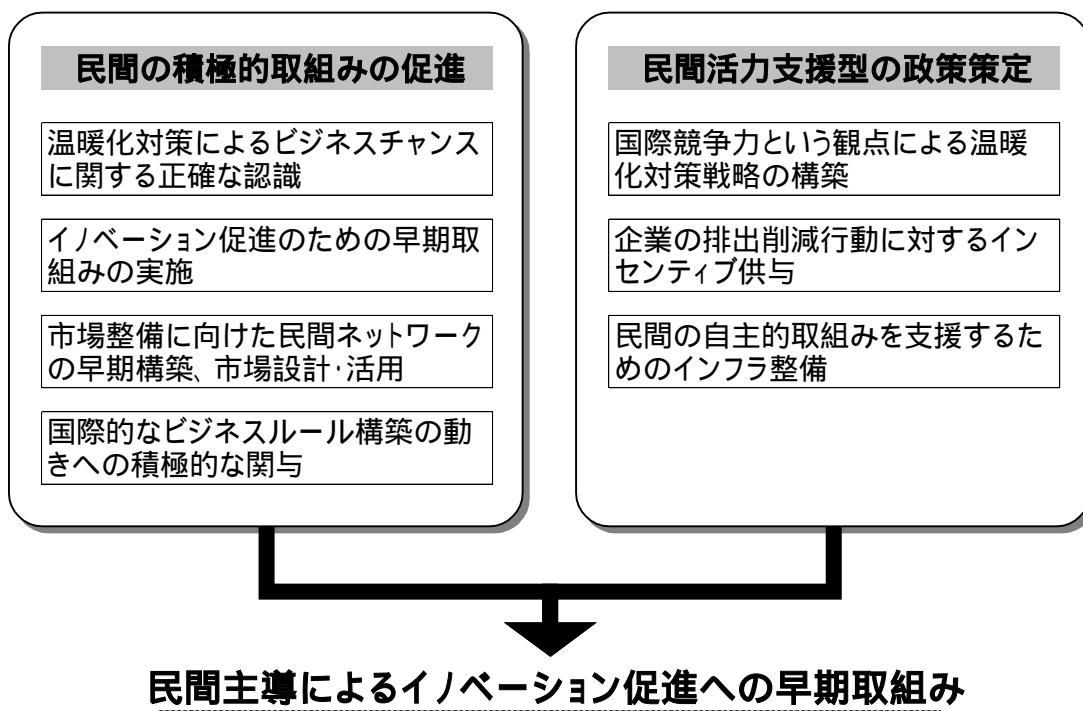 民間の積極的取組みの促進
温暖化対策によるビジネスチャンス
に関する正確な認識
イノベーション促進のための早期取
組みの実施
市場整備に向けた民間ネットワーク
の早期構築、市場設計・活用
国際的なビジネスルール構築の動
きへの積極的な関与
民間活力支援型の政策策定
国際競争力という観点による温暖
化対策戦略の構築
企業の排出削減行動に対するイン
センティブ供与
民間の自主的取組みを支援するた
めのインフラ整備
民間主導によるイノベーション促進への早期取組み